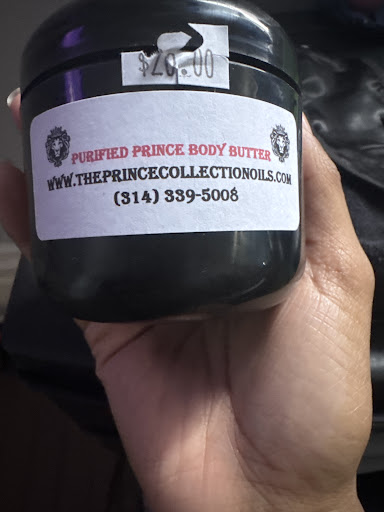 $20.00
PURIFIED PRINCE BODY BUTTER
WWW.THEPRINCECOLLECTIONOILS.COM
(314) 339-5008